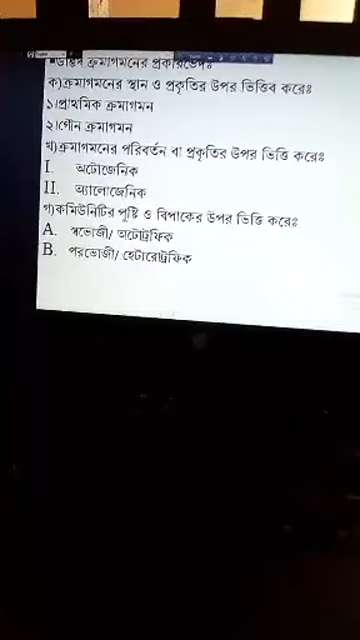 ■উদ্ভিদ ক্রমাগমনের প্রকারভেদঃ
ক)ক্রমাগমনের স্থান ও প্রকৃতির উপর ভিত্তিব করেঃ
১।প্রাথমিক ক্রমাগমন
২।গৌন ক্রমাগমন
খ)ক্রমাগমনের পরিবর্তন বা প্রকৃতির উপর ভিত্তি করেঃ
I. অটোজেনিক
II. অ্যালোজেনিক
গ)কমিউনিটির পুষ্টি ও বিপাকের উপর ভিত্তি করেঃ
A. স্বভোজী/ অটোট্রফিক
B. পরভোজী/ হেটারোট্রফিক